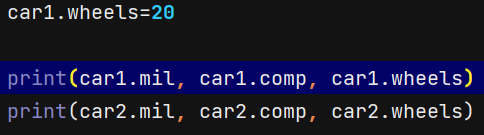 car1.wheels=20
print(car1.mil, car1.comp, car1.wheels)
print(car2.mil, car2.comp, car2.wheels)